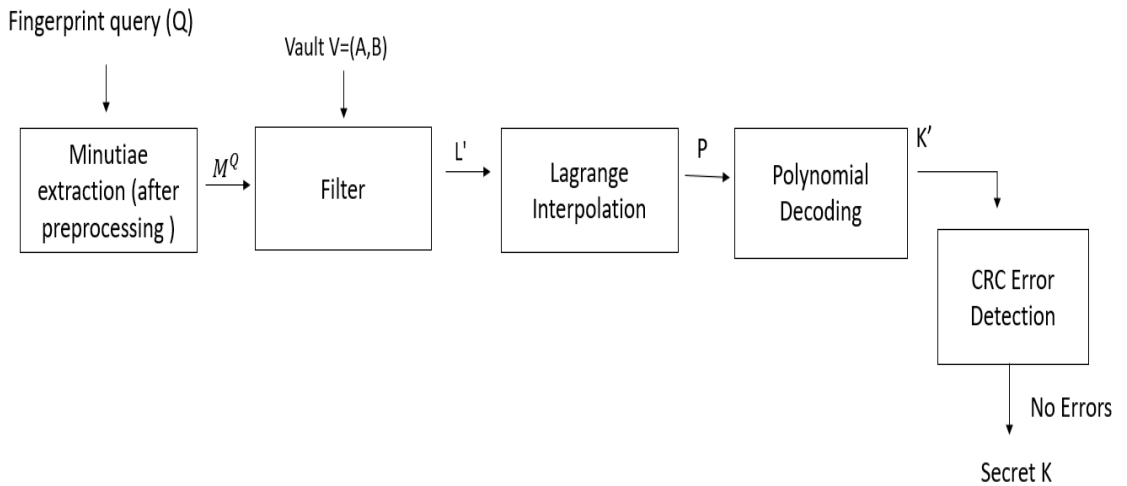 Fingerprint query (Q)
Vault V=(A,B)
Minutiae
extraction (after
preprocessing )
M^Q
Filter
L'
Lagrange
Interpolation
P
Polynomial
Decoding
K’
CRC Error
Detection
No Errors
Secret K